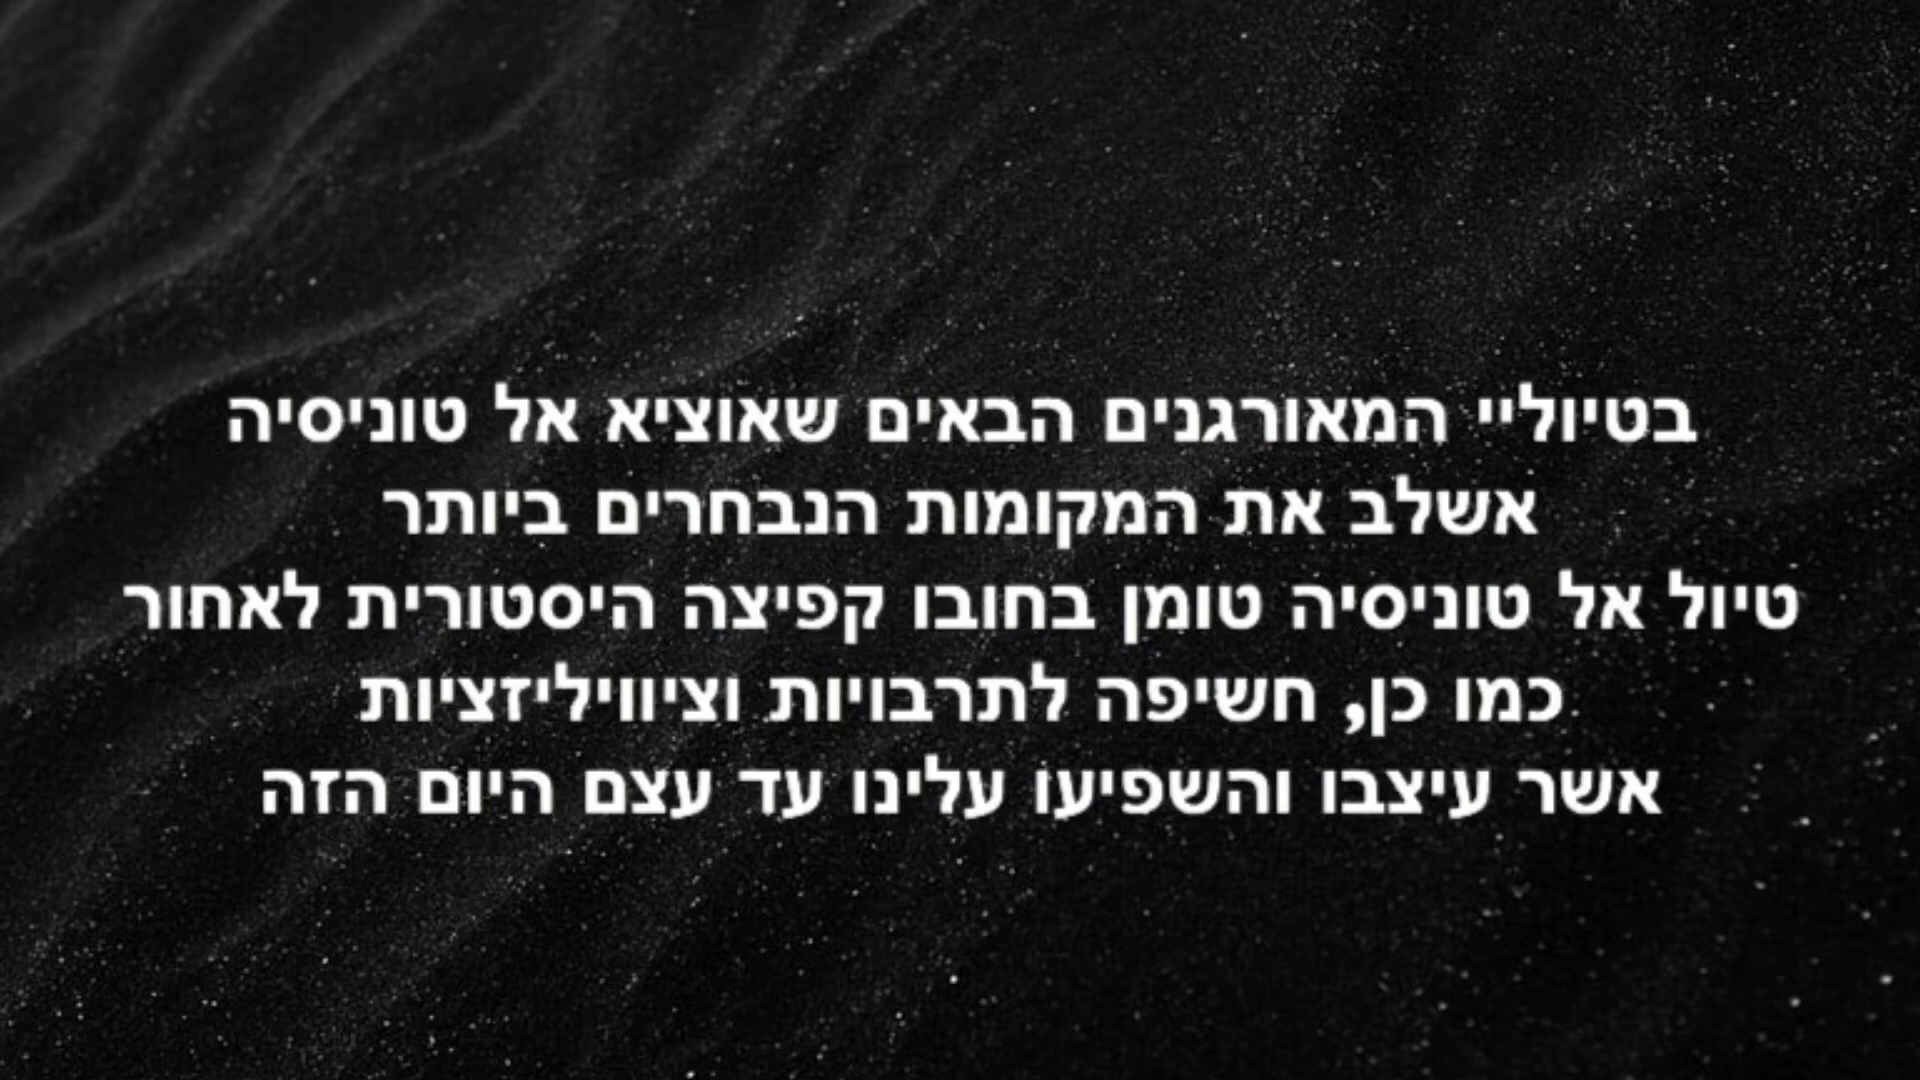 בטיוליי המאורגנים הבאים שאוציא אל טוניסיה
אשלב את המקומות הנבחרים ביותר
טיול אל טוניסיה טומן בחובו קפיצה היסטורית לאחור
כמו כן, חשיפה לתרבויות וציוויליזציות
אשר עיצבו והשפיעו עלינו עד עצם היום הזה